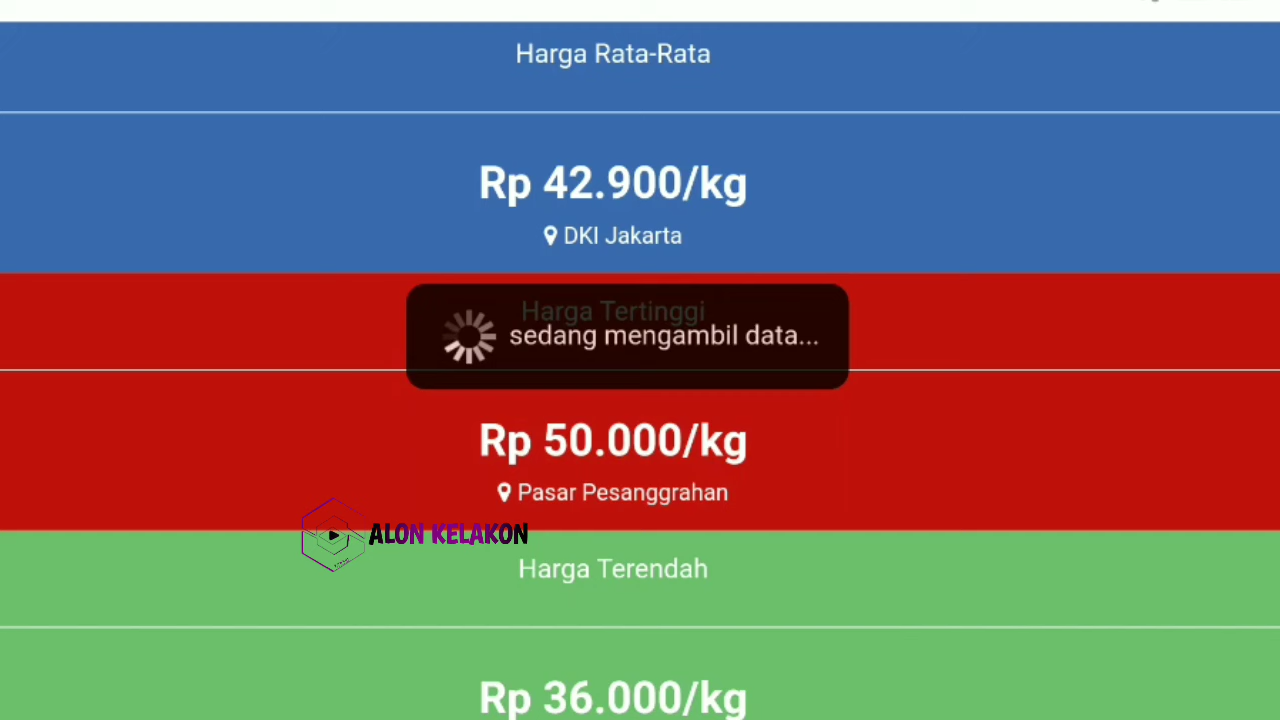 Harga Rata-Rata
Rp 42.900/kg
DKI Jakarta
Harga Tertinggi
sedang mengambil data...
Rp 50.000/kg
Pasar Pesanggrahan
ALON KELAKON
Harga Terendah
Rp 36.000/kg